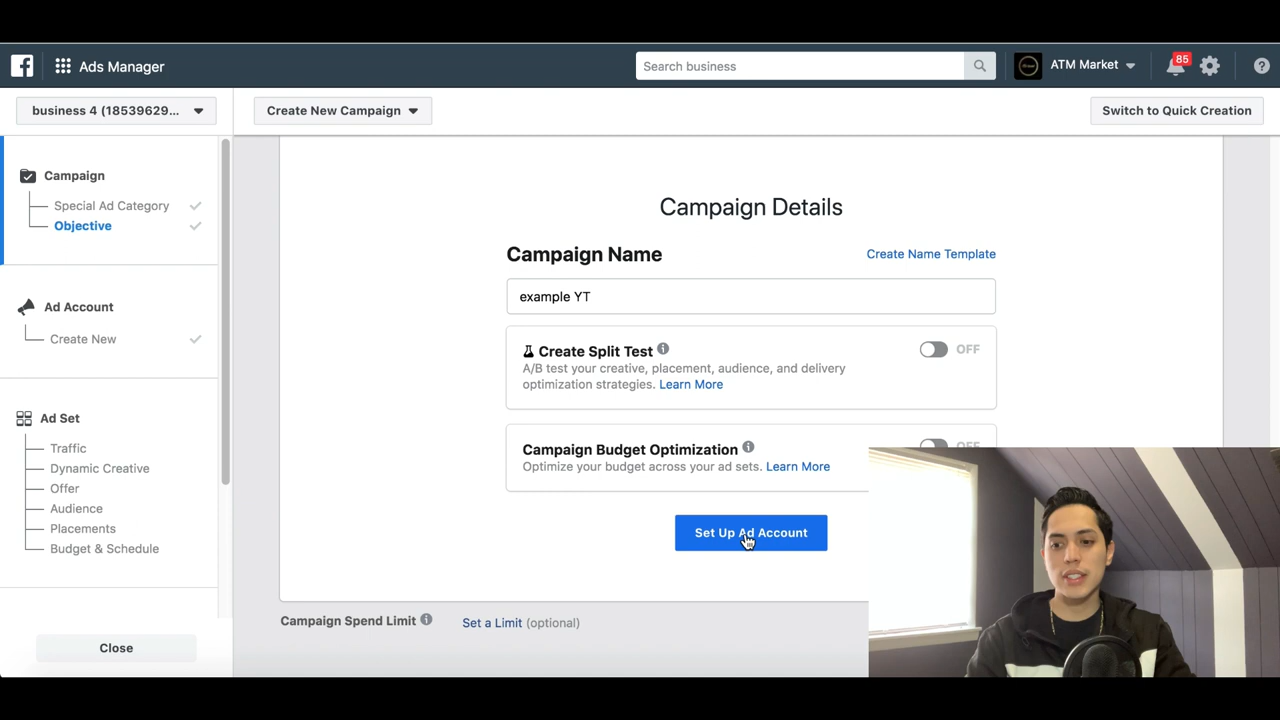 Ads Manager
Search business
ATM Market
85
business 4 (18539629...
Create New Campaign
Switch to Quick Creation
Campaign
Special Ad Category
Objective
Ad Account
Create New
Ad Set
Traffic
Dynamic Creative
Offer
Audience
Placements
Budget & Schedule
Close
Campaign Details
Campaign Name
Create Name Template
example YT
Create Split Test
OFF
A/B test your creative, placement, audience, and delivery
optimization strategies. Learn More
Campaign Budget Optimization
OFF
Optimize your budget across your ad sets. Learn More
Set Up Ad Account
Campaign Spend Limit
Set a Limit (optional)